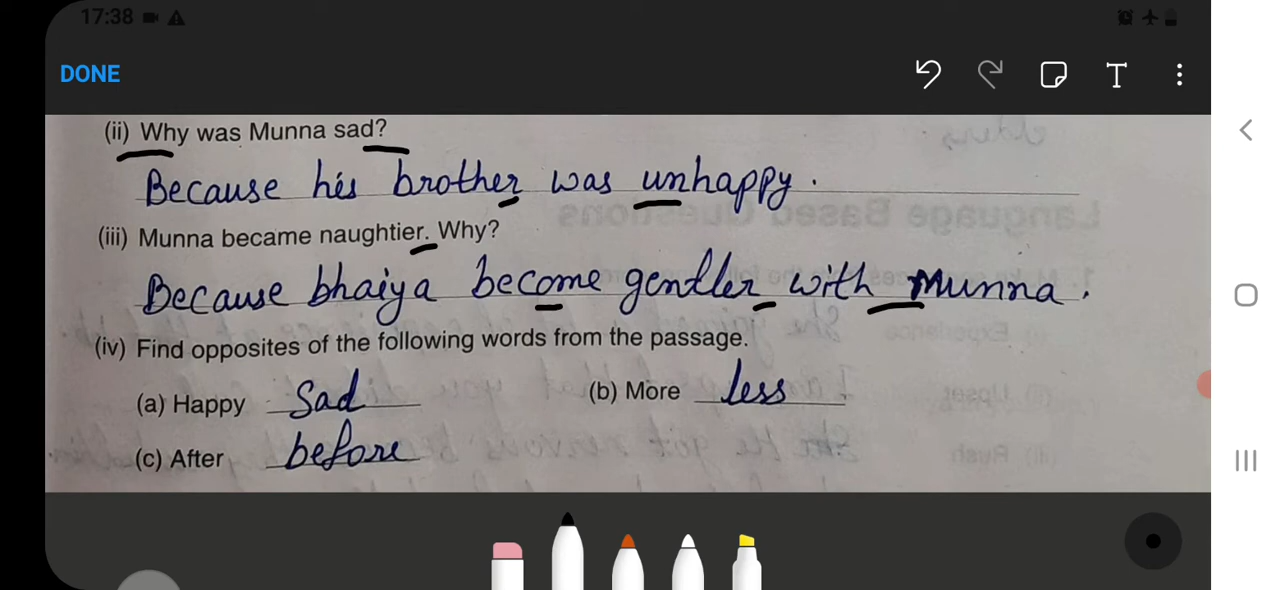 17:38
DONE
T
(ii) Why was Munna sad?
Because his brother was unhappy.
(iii) Munna became naughtier. Why?
Because bhaiya become gentler with Munna.
(iv) Find opposites of the following words from the passage.
(a) Happy Sad (b) More less
(c) After before